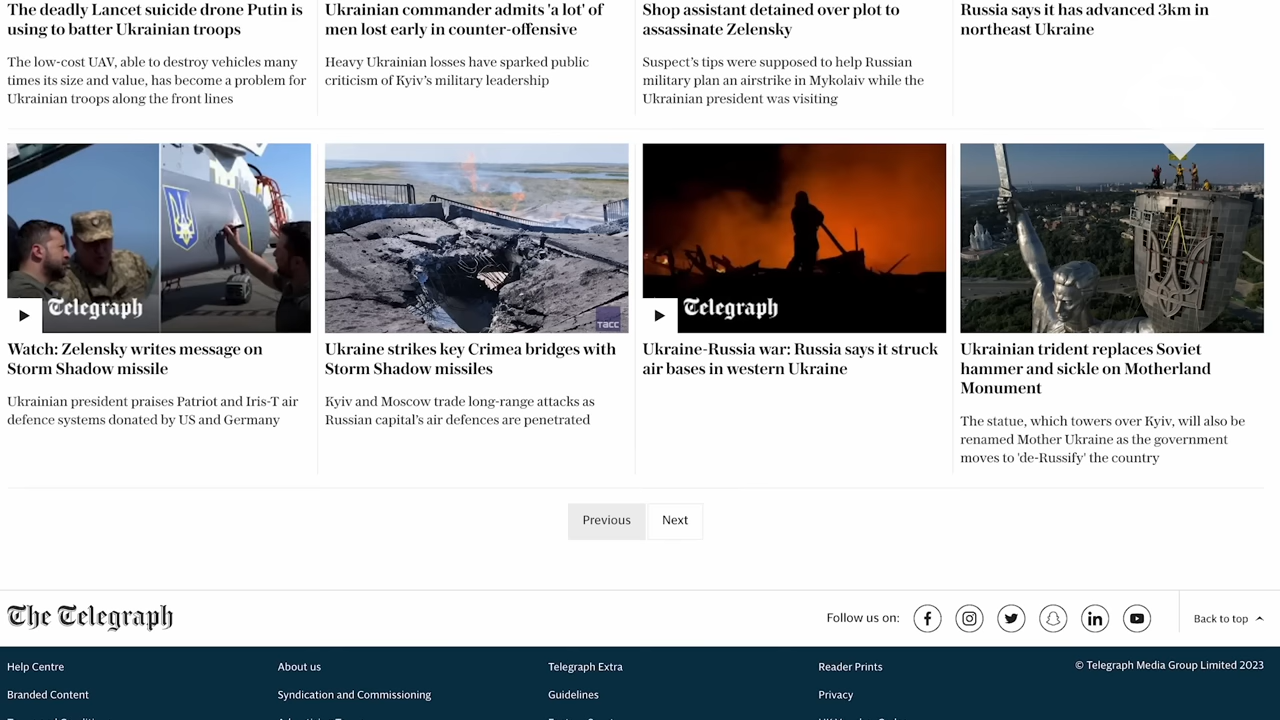 The deadly Lancet suicide drone Putin is
using to batter Ukrainian troops
The low-cost UAV, able to destroy vehicles many
times its size and value, has become a problem for
Ukrainian troops along the front lines
Ukrainian commander admits 'a lot' of
men lost early in counter-offensive
Heavy Ukrainian losses have sparked public
criticism of Kyiv's military leadership
Shop assistant detained over plot to
assassinate Zelensky
Suspect's tips were supposed to help Russian
military plan an airstrike in Mykolaiv while the
Ukrainian president was visiting
Russia says it has advanced 3km in
northeast Ukraine
Telegraph
Watch: Zelensky writes message on
Storm Shadow missile
Ukrainian president praises Patriot and Iris-T air
defence systems donated by US and Germany
ТАСС
Ukraine strikes key Crimea bridges with
Storm Shadow missiles
Kyiv and Moscow trade long-range attacks as
Russian capital's air defences are penetrated
Telegraph
Ukraine-Russia war: Russia says it struck
air bases in western Ukraine
Ukrainian trident replaces Soviet
hammer and sickle on Motherland
Monument
The statue, which towers over Kyiv, will also be
renamed Mother Ukraine as the government
moves to 'de-Russify' the country
Previous
Next
The Telegraph
Follow us on:
Back to top
Help Centre
About us
Telegraph Extra
Reader Prints
© Telegraph Media Group Limited 2023
Branded Content
Syndication and Commissioning
Guidelines
Privacy